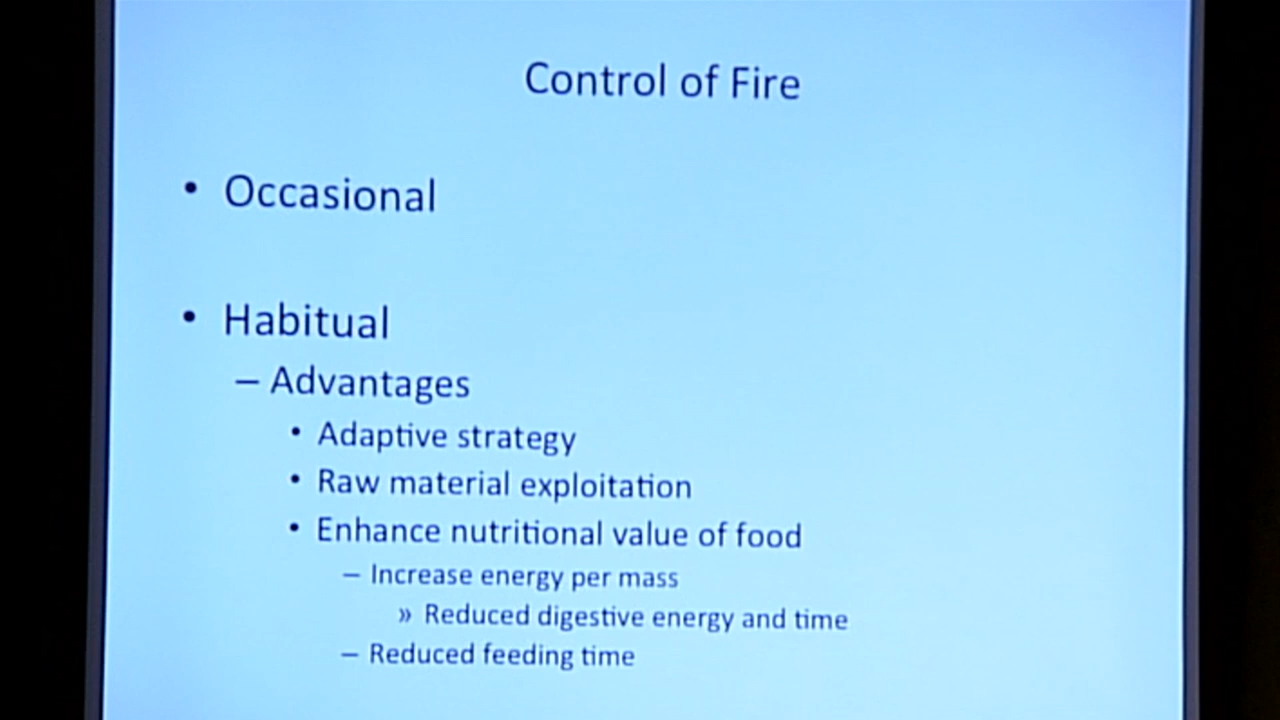 Control of Fire
• Occasional
• Habitual
– Advantages
• Adaptive strategy
• Raw material exploitation
• Enhance nutritional value of food
– Increase energy per mass
» Reduced digestive energy and time
– Reduced feeding time